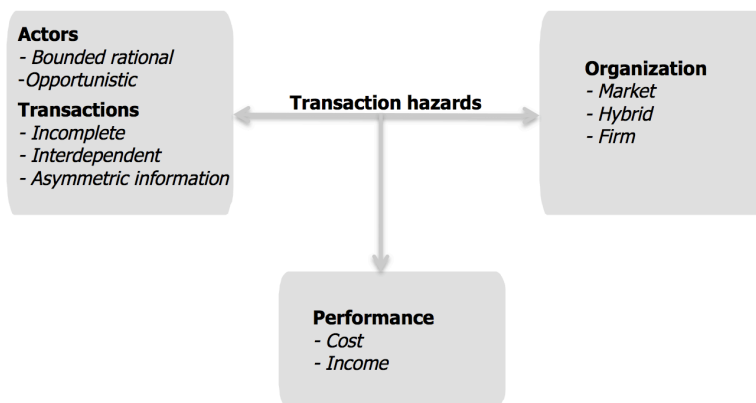 Actors
- Bounded rational
-Opportunistic
Transactions
- Incomplete
- Interdependent
- Asymmetric information
Transaction hazards
Organization
- Market
- Hybrid
- Firm
Performance
- Cost
- Income